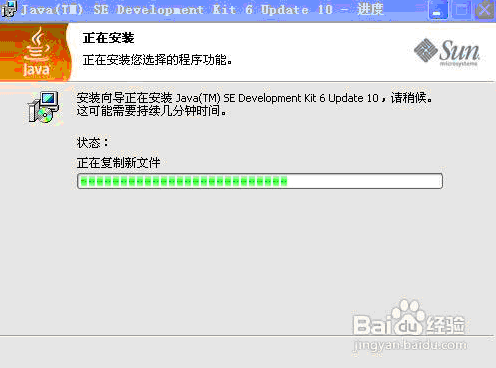 Java(TM) SE Development Kit 6 Update 10 - 进度
正在安装
正在安装您选择的程序功能。
Java
Sun
microsystems
安装向导正在安装 Java(TM) SE Development Kit 6 Update 10，请稍候。
这可能需要持续几分钟时间。
状态：
正在复制新文件
Baidu经验
jingyan.baidu.com